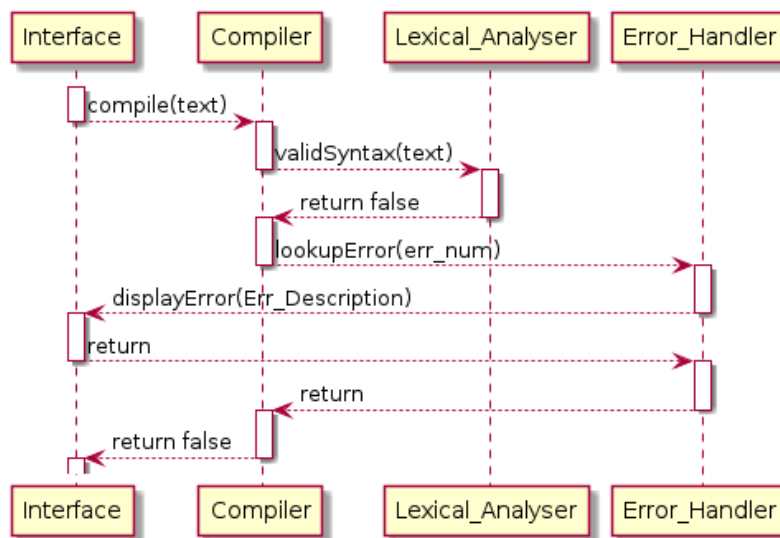 Interface Compiler Lexical_Analyser Error_Handler
compile(text)
validSyntax(text)
return false
lookupError(err_num)
displayError(Err_Description)
return
return
return false
Interface Compiler Lexical_Analyser Error_Handler